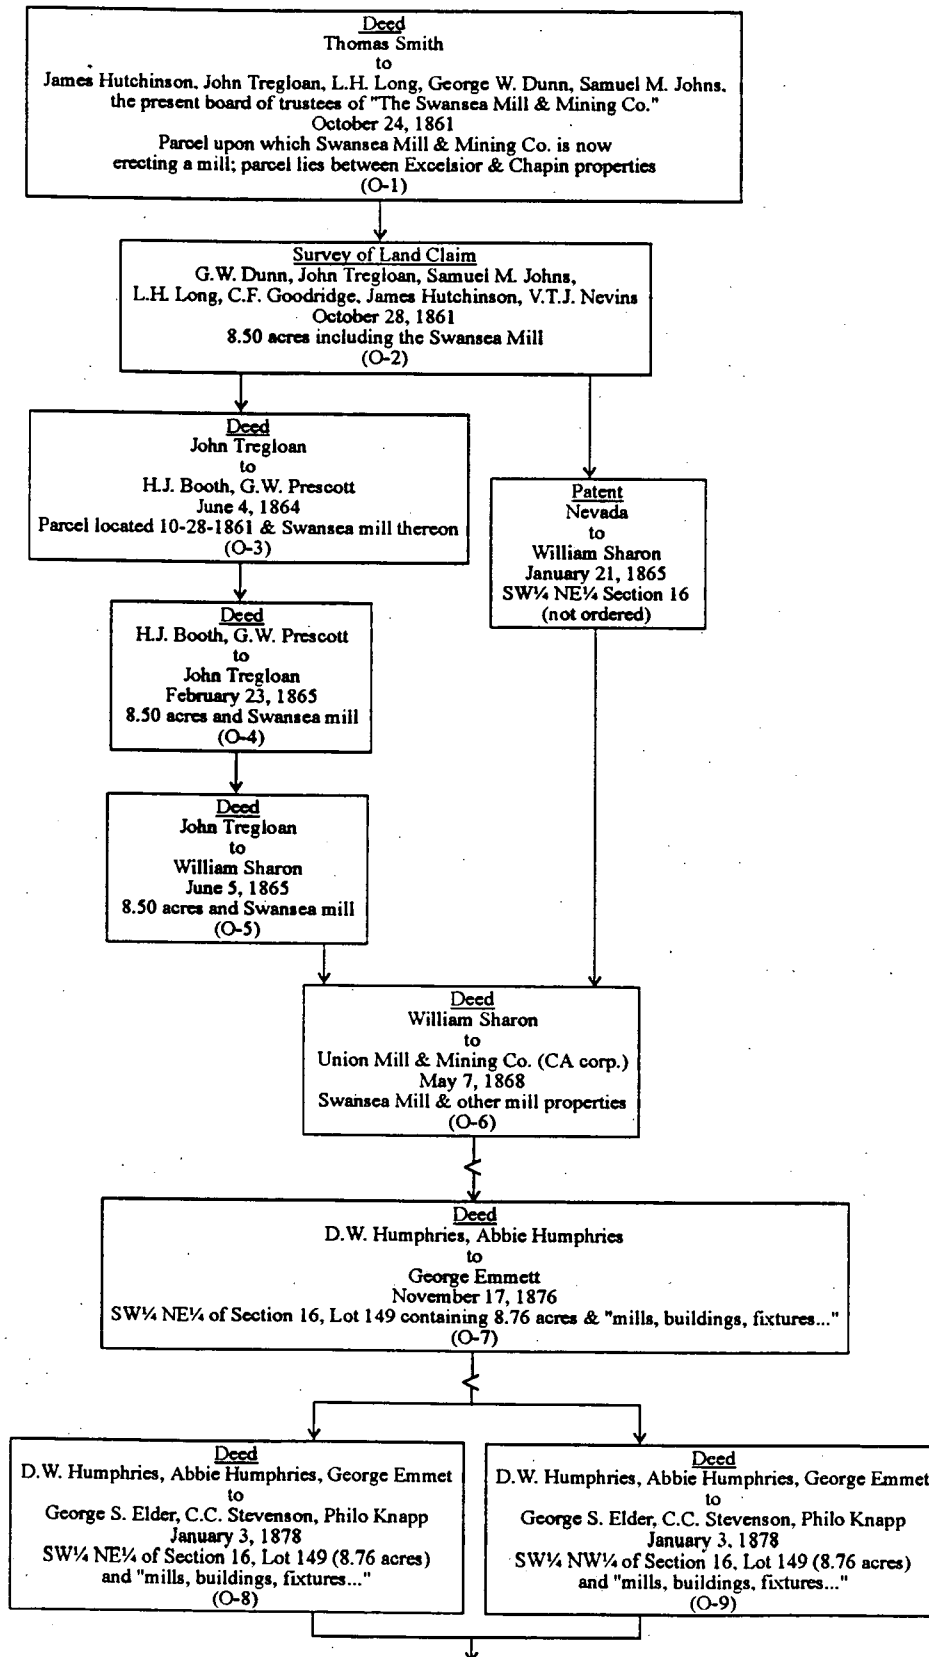 Deed
Thomas Smith
to
James Hutchinson, John Tregloan, L.H. Long, George W. Dunn, Samuel M. Johns,
the present board of trustees of "The Swansea Mill & Mining Co."
October 24, 1861
Parcel upon which Swansea Mill & Mining Co. is now
erecting a mill; parcel lies between Excelsior & Chapin properties
(O-1)
Survey of Land Claim
G.W. Dunn, John Tregloan, Samuel M. Johns,
L.H. Long, C.F. Goodridge, James Hutchinson, V.T.J. Nevins
October 28, 1861
8.50 acres including the Swansea Mill
(O-2)
Deed
John Tregloan
to
H.J. Booth, G.W. Prescott
June 4, 1864
Parcel located 10-28-1861 & Swansea mill thereon
(O-3)
Patent
Nevada
to
William Sharon
January 21, 1865
SW¼ NE¼ Section 16
(not ordered)
Deed
H.J. Booth, G.W. Prescott
to
John Tregloan
February 23, 1865
8.50 acres and Swansea mill
(O-4)
Deed
John Tregloan
to
William Sharon
June 5, 1865
8.50 acres and Swansea mill
(O-5)
Deed
William Sharon
to
Union Mill & Mining Co. (CA corp.)
May 7, 1868
Swansea Mill & other mill properties
(O-6)
Deed
D.W. Humphries, Abbie Humphries
to
George Emmett
November 17, 1876
SW¼ NE¼ of Section 16, Lot 149 containing 8.76 acres & "mills, buildings, fixtures..."
(O-7)
Deed
D.W. Humphries, Abbie Humphries, George Emmet
to
George S. Elder, C.C. Stevenson, Philo Knapp
January 3, 1878
SW¼ NE¼ of Section 16, Lot 149 (8.76 acres)
and "mills, buildings, fixtures..."
(O-8)
Deed
D.W. Humphries, Abbie Humphries, George Emmet
to
George S. Elder, C.C. Stevenson, Philo Knapp
January 3, 1878
SW¼ NW¼ of Section 16, Lot 149 (8.76 acres)
and "mills, buildings, fixtures..."
(O-9)